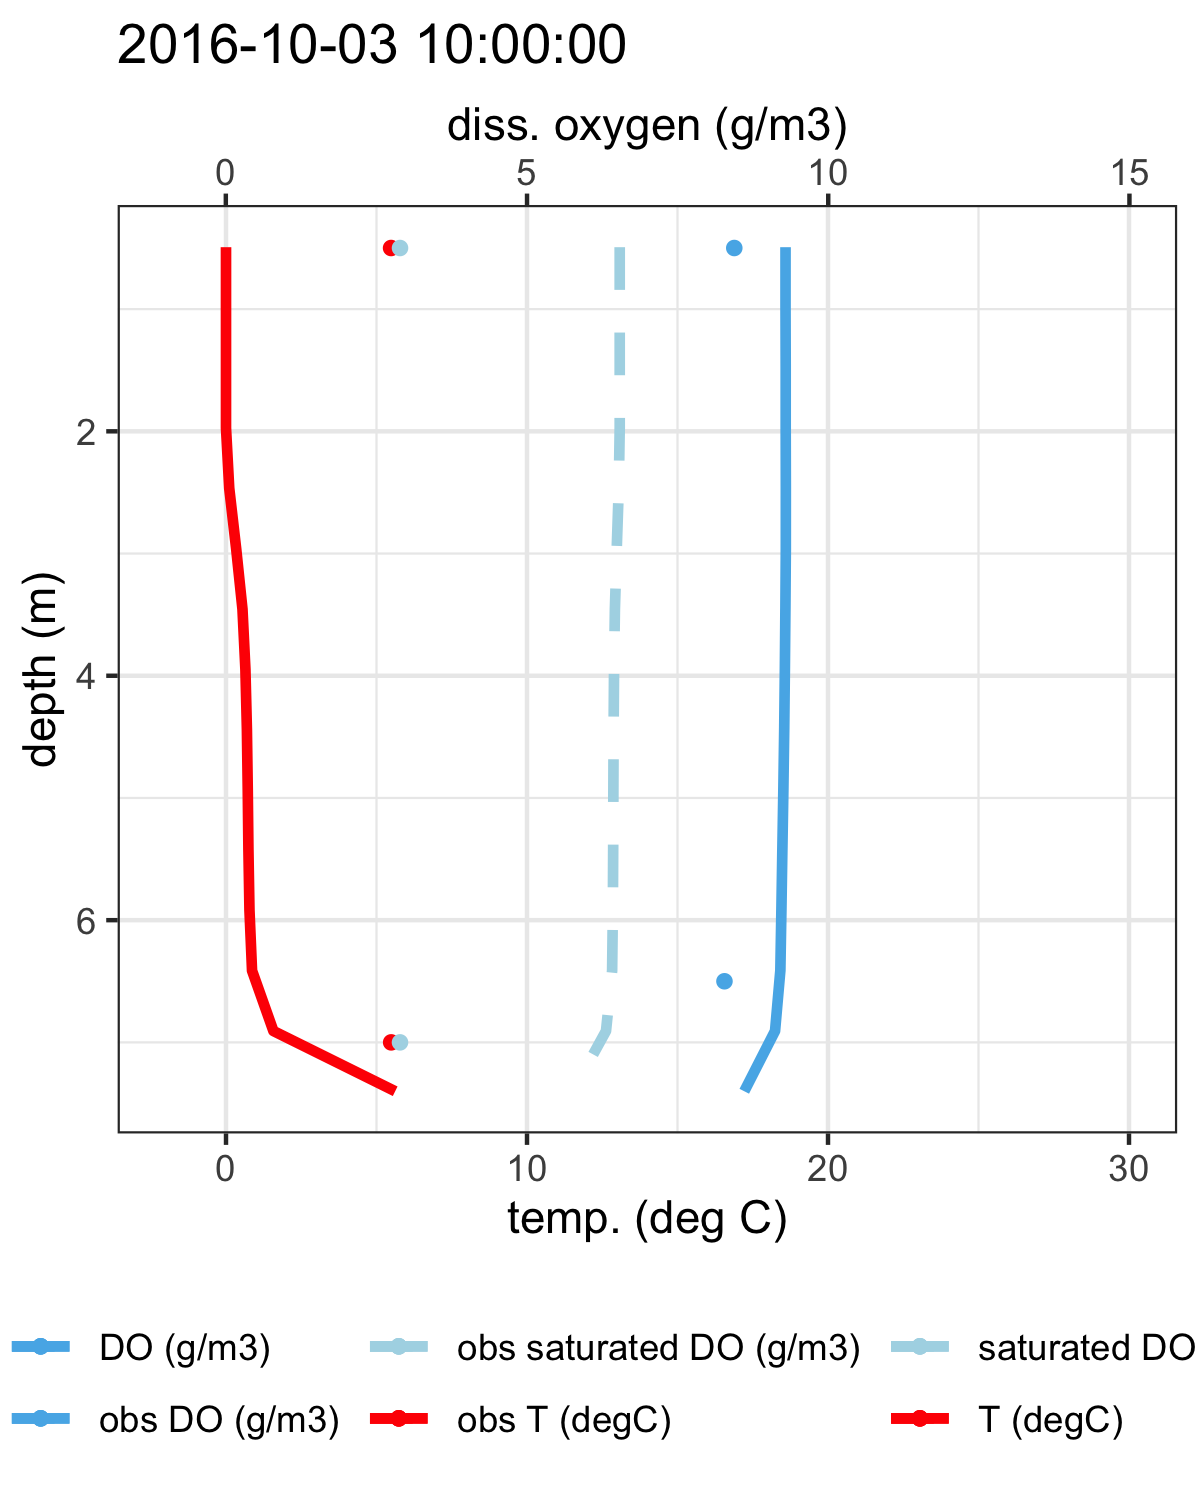 2016-10-03 10:00:00
diss. oxygen (g/m3)
0 5 10 15
depth (m)
2
4
6
0 10 20 30
temp. (deg C)
DO (g/m3) obs saturated DO (g/m3) saturated DO
obs DO (g/m3) obs T (degC) T (degC)